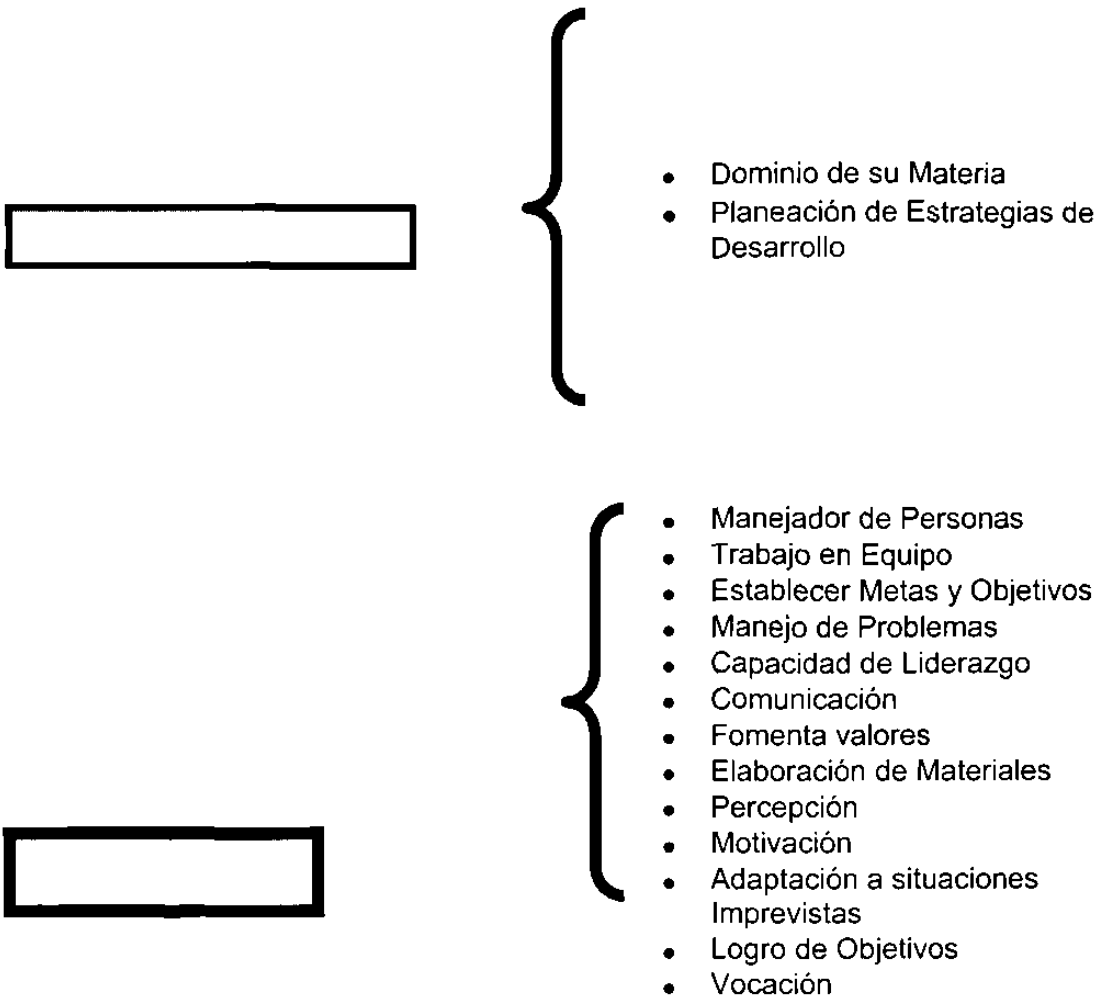 • Dominio de su Materia
• Planeación de Estrategias de
Desarrollo
• Manejador de Personas
• Trabajo en Equipo
• Establecer Metas y Objetivos
• Manejo de Problemas
• Capacidad de Liderazgo
• Comunicación
• Fomenta valores
• Elaboración de Materiales
• Percepción
• Motivación
• Adaptación a situaciones
Imprevistas
• Logro de Objetivos
• Vocación